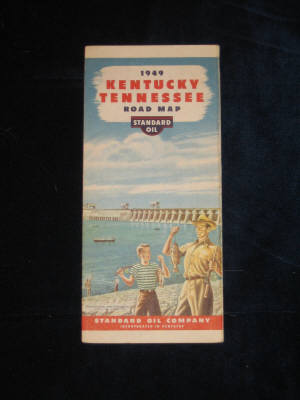 1949
KENTUCKY
TENNESSEE
ROAD MAP
STANDARD
OIL
STANDARD OIL COMPANY
INCORPORATED IN KENTUCKY